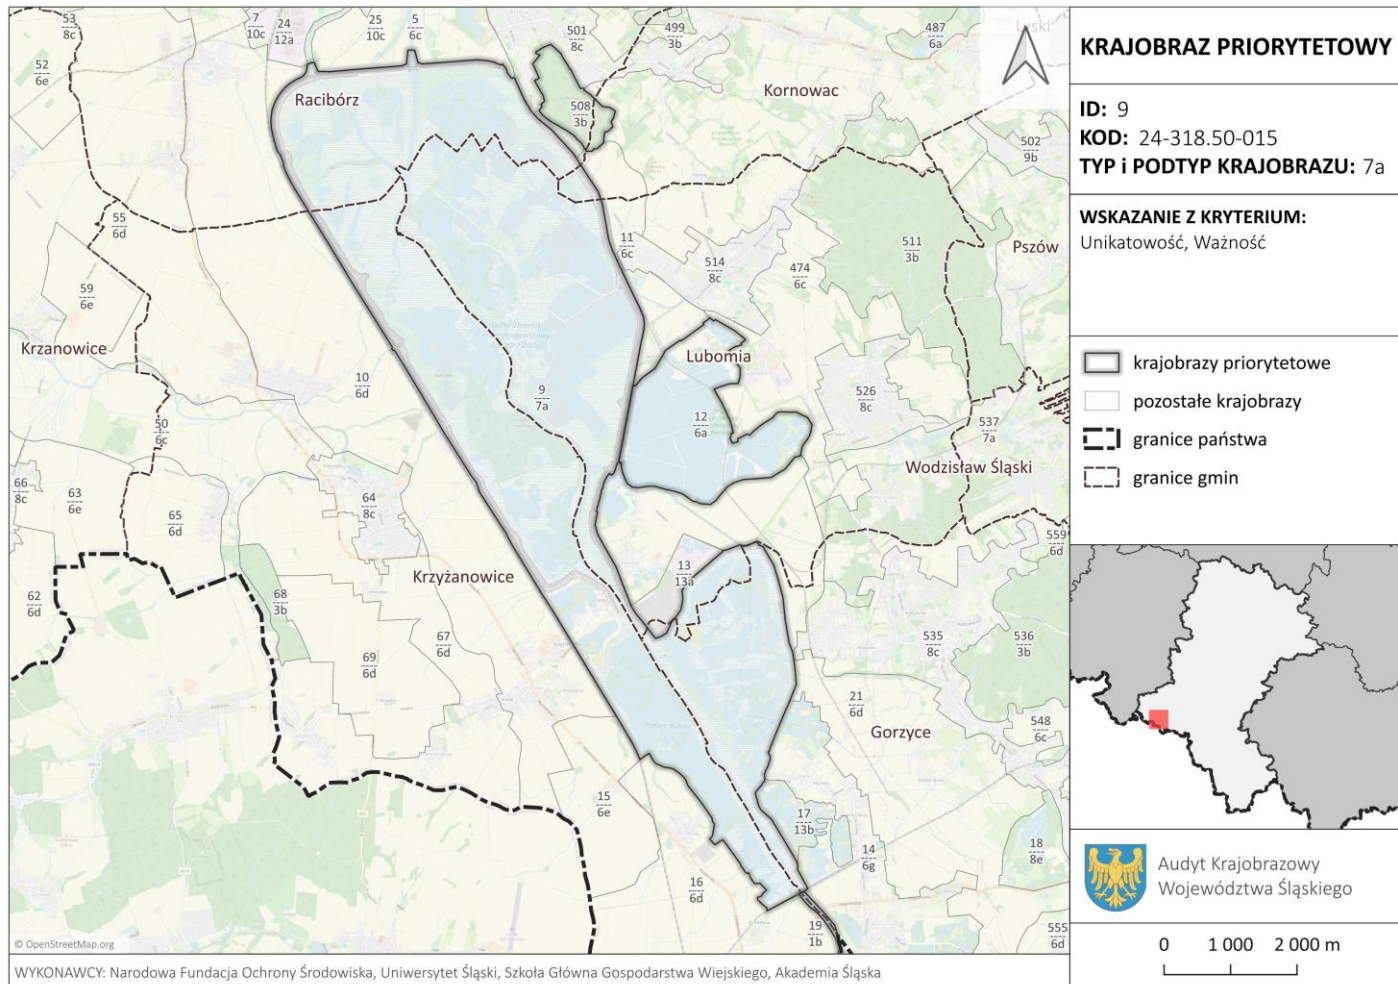 KRAJOBRAZ PRIORYTETOWY
ID: 9
KOD: 24-318.50-015
TYP i PODTYP KRAJOBRAZU: 7a
WSKAZANIE Z KRYTERIUM:
Unikatowość, Ważność
krajobrazy priorytetowe
pozostałe krajobrazy
granice państwa
granice gmin
Audyt Krajobrazowy
Województwa Śląskiego
0 1 000 2 000 m
53
8c
7
10c
24
12a
25
10c
5
6c
501
8c
499
3b
487
6a
Lyski
52
6e
Racibórz
Kornowac
508
3b
502
9b
55
6d
11
6c
514
8c
474
6c
511
3b
Pszów
59
6e
Krzanowice
Lubomia
10
6d
9
7a
12
6a
526
8c
537
7a
50
6c
Wodzisław Śląski
66
8c
63
6e
65
6d
64
8c
559
6d
13
13a
Krzyżanowice
62
6d
68
3b
67
6d
69
6d
535
8c
536
3b
21
6d
Gorzyce
548
6c
15
6e
17
13b
14
6g
18
8e
16
6d
19
1b
555
6d
© OpenStreetMap.org
WYKONAWCY: Narodowa Fundacja Ochrony Środowiska, Uniwersytet Śląski, Szkoła Główna Gospodarstwa Wiejskiego, Akademia Śląska